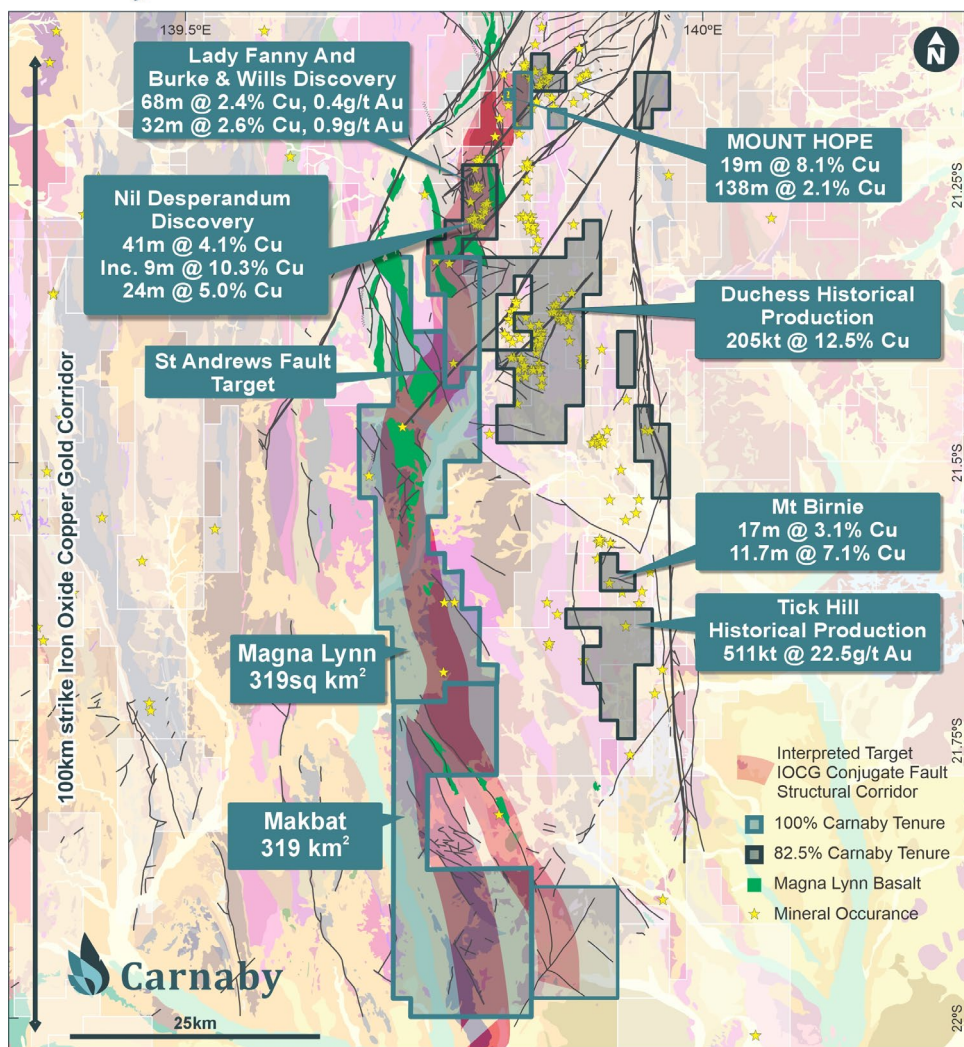 139.5°E
140°E
N
Lady Fanny And
Burke & Wills Discovery
68m @ 2.4% Cu, 0.4g/t Au
32m @ 2.6% Cu, 0.9g/t Au
MOUNT HOPE
19m @ 8.1% Cu
138m @ 2.1% Cu
21.25°S
Nil Desperandum
Discovery
41m @ 4.1% Cu
Inc. 9m @ 10.3% Cu
24m @ 5.0% Cu
Duchess Historical
Production
205kt @ 12.5% Cu
St Andrews Fault
Target
21.5°S
100km strike Iron Oxide Copper Gold Corridor
Mt Birnie
17m @ 3.1% Cu
11.7m @ 7.1% Cu
Tick Hill
Historical Production
511kt @ 22.5g/t Au
Magna Lynn
319sq km²
21.75°S
Makbat
319 km²
Interpreted Target
IOCG Conjugate Fault
Structural Corridor
100% Carnaby Tenure
82.5% Carnaby Tenure
Magna Lynn Basalt
Mineral Occurance
Carnaby
25km
22°S